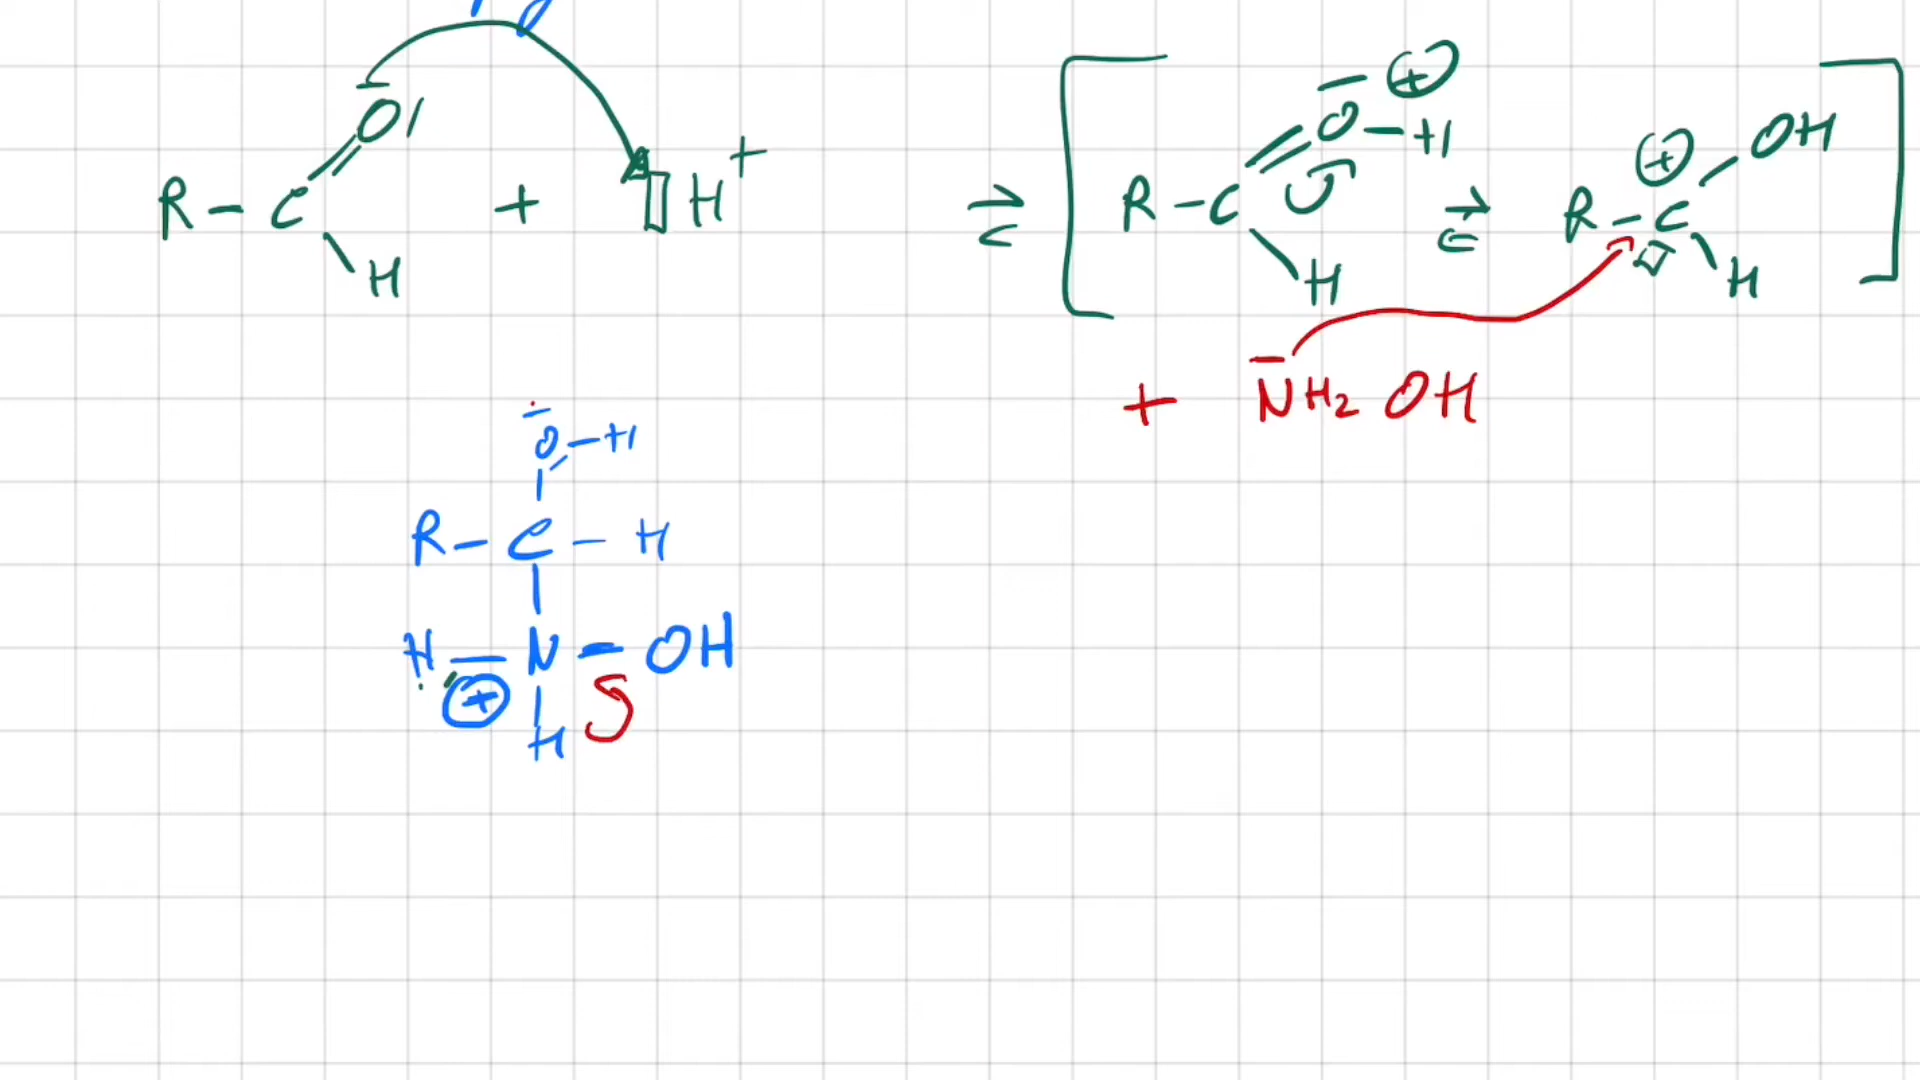 R – C =O H + H+ ⇌ [ R – C =O – H ⊕ H ⇌ R – C ⊕ OH H ]
+ NH2 OH
O – H
R – C – H
H – N – OH
⊕ H